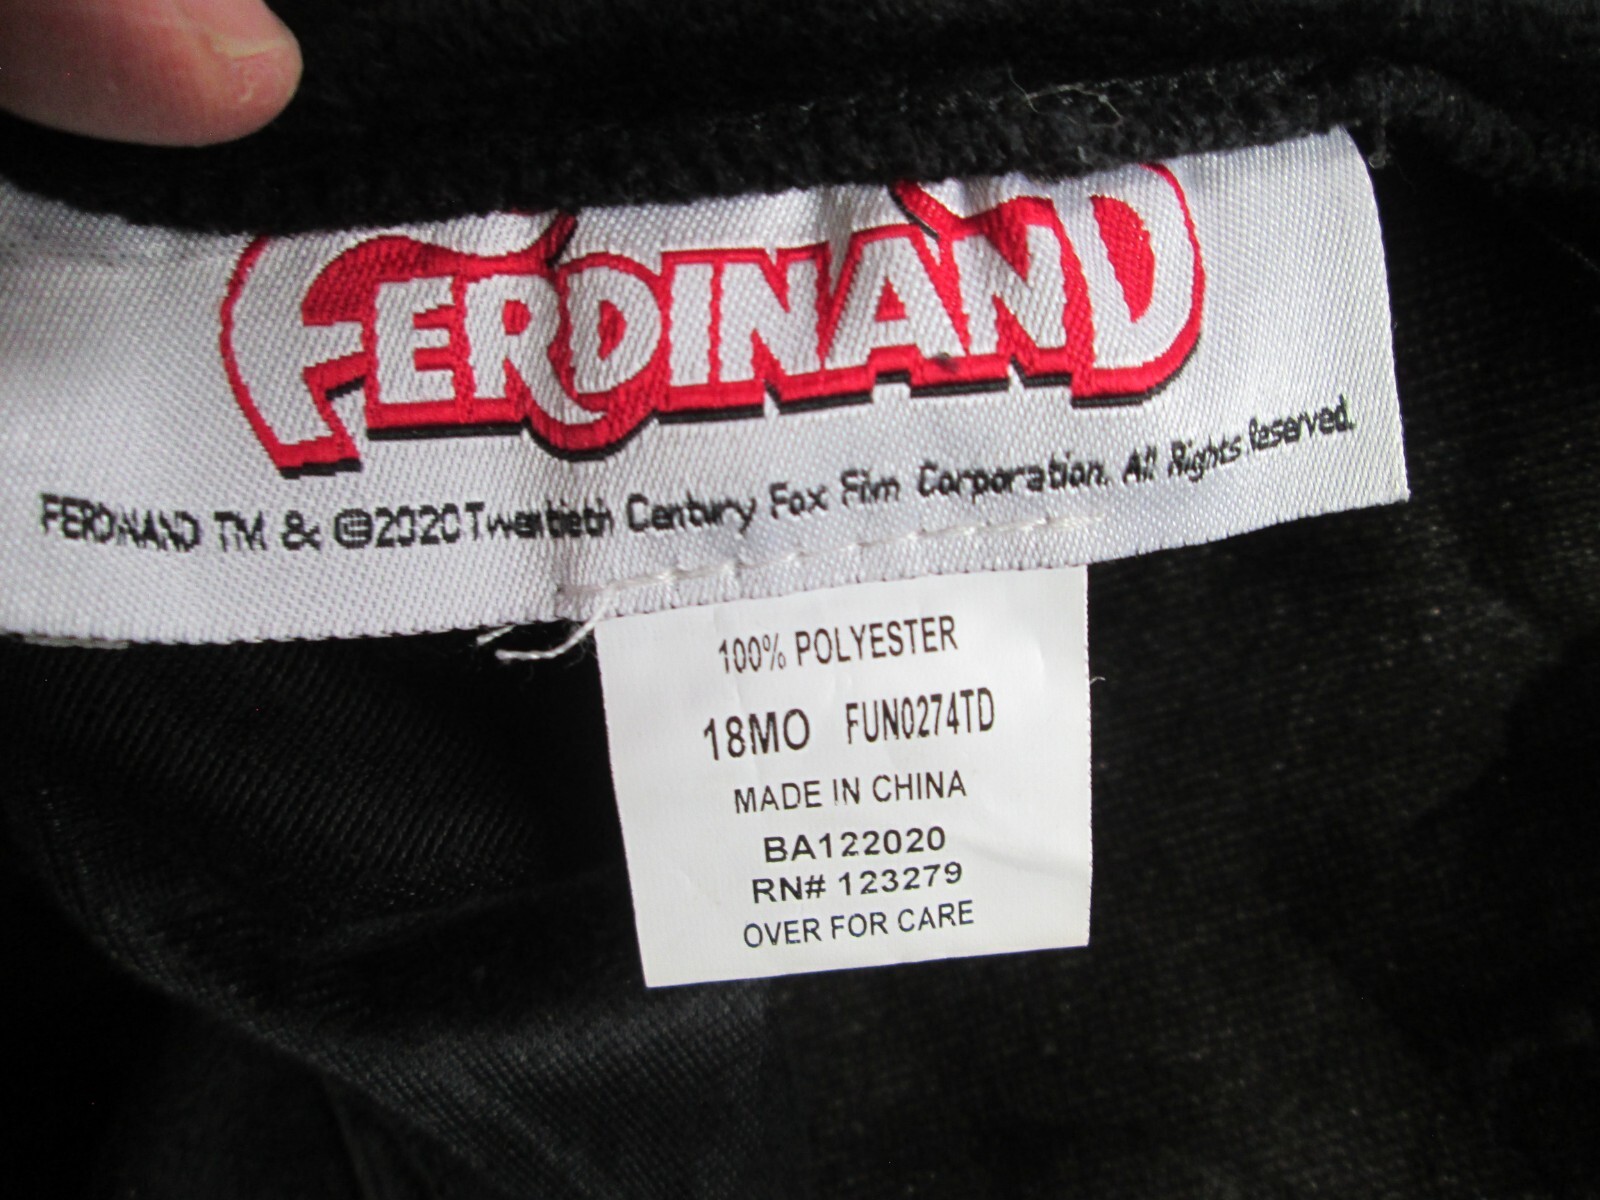 FERDINAND
FERDINAND TM & ©2020 Twentieth Century Fox Film Corporation. All Rights Reserved.
100% POLYESTER
18MO FUN0274TD
MADE IN CHINA
BA122020
RN# 123279
OVER FOR CARE